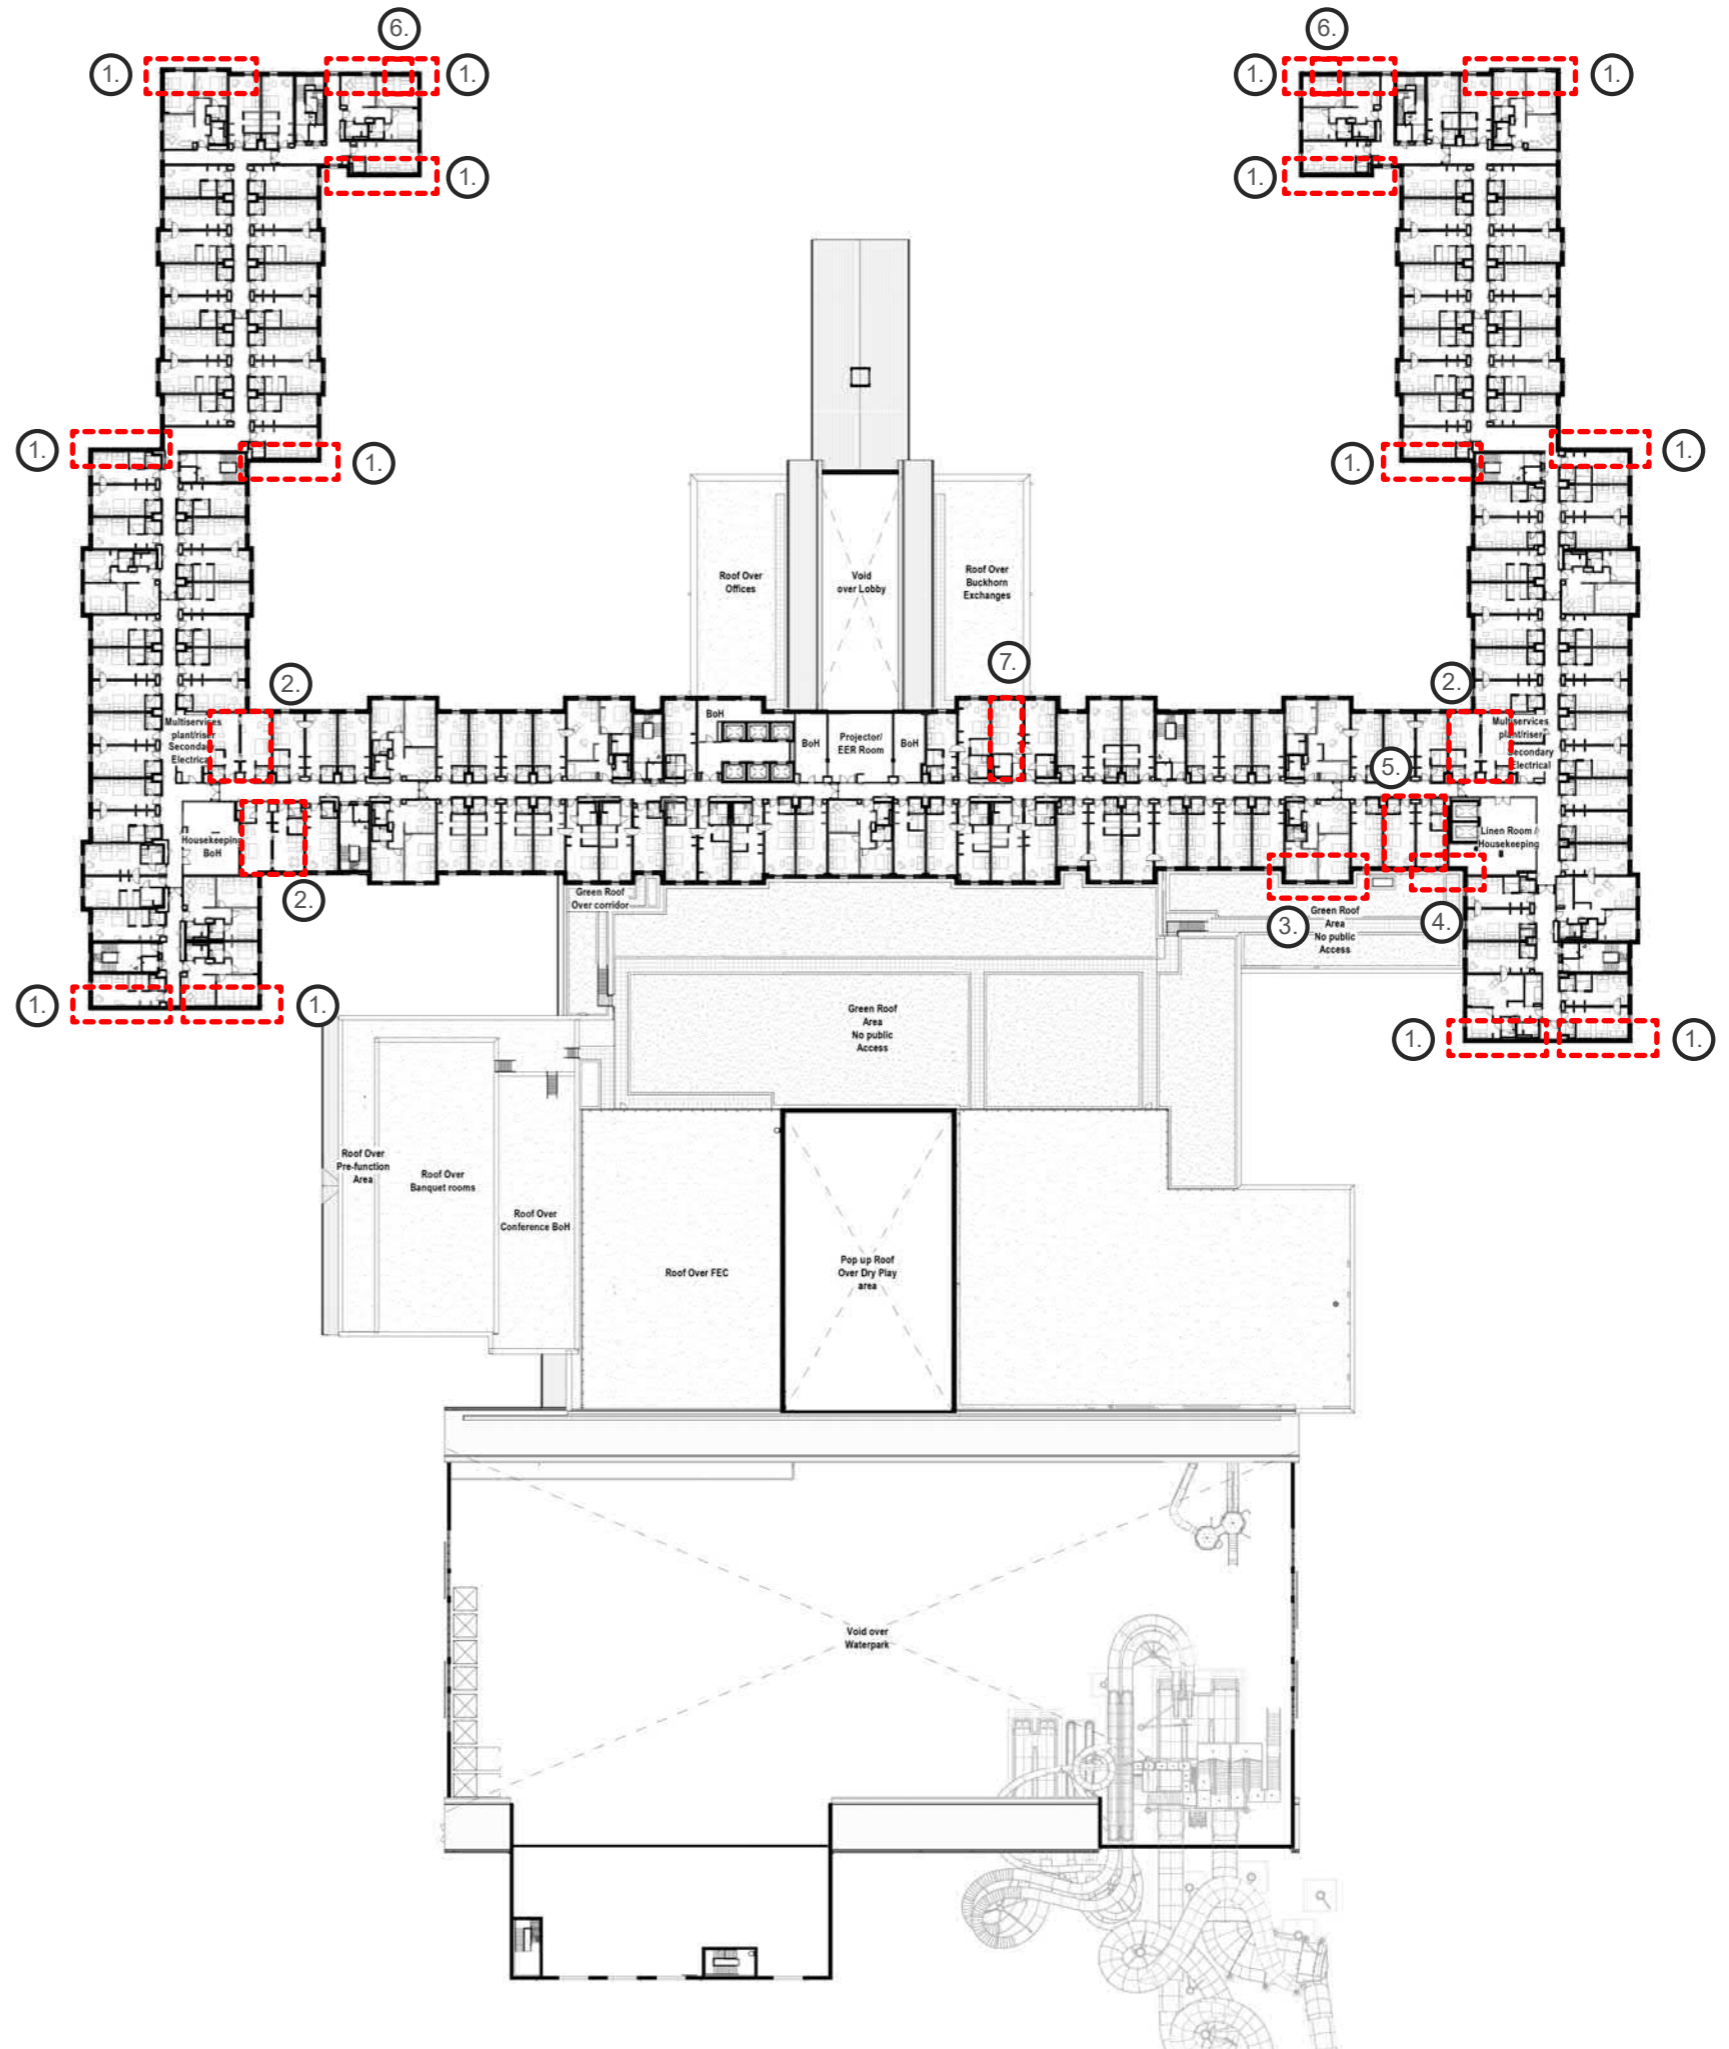 6.
6.
1.
1.
1.
1.
1.
1.
1.
1.
1.
1.
Roof Over
Offices
Void
over Lobby
Roof Over
Buckhorn
Exchanges
7.
2.
2.
Multiservices
plant/riser
Secondary
Electrical
BoH
BoH
Projector/
EER Room
BoH
Multiservices
plant/riser
Secondary
Electrical
5.
Housekeeping
BoH
Linen Room /
Housekeeping
2.
Green Roof
Over corridor
3.
Green Roof
Area
No public
Access
4.
1.
1.
Green Roof
Area
No public
Access
1.
1.
Roof Over
Pre-function
Area
Roof Over
Banquet rooms
Roof Over
Conference BoH
Roof Over FEC
Pop up Roof
Over Dry Play
area
Void over
Waterpark